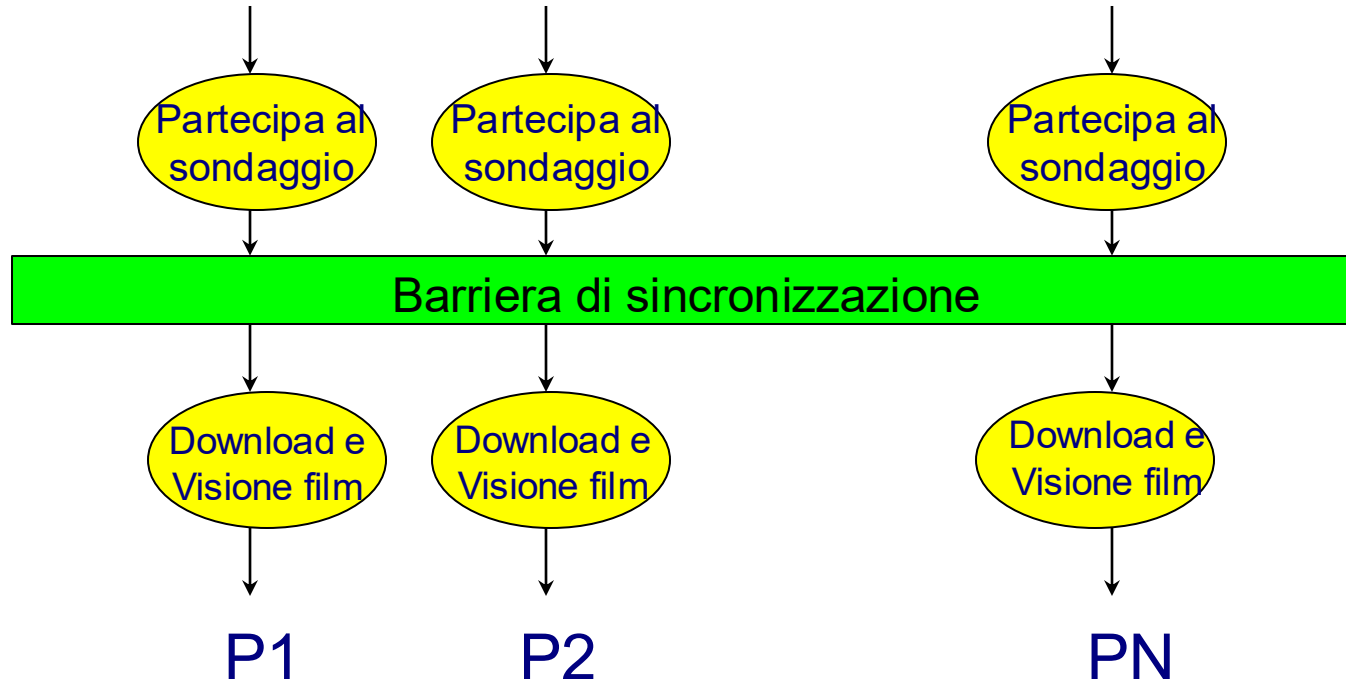 Partecipa al
sondaggio
Partecipa al
sondaggio
Partecipa al
sondaggio
Barriera di sincronizzazione
Download e
Visione film
Download e
Visione film
Download e
Visione film
P1
P2
PN